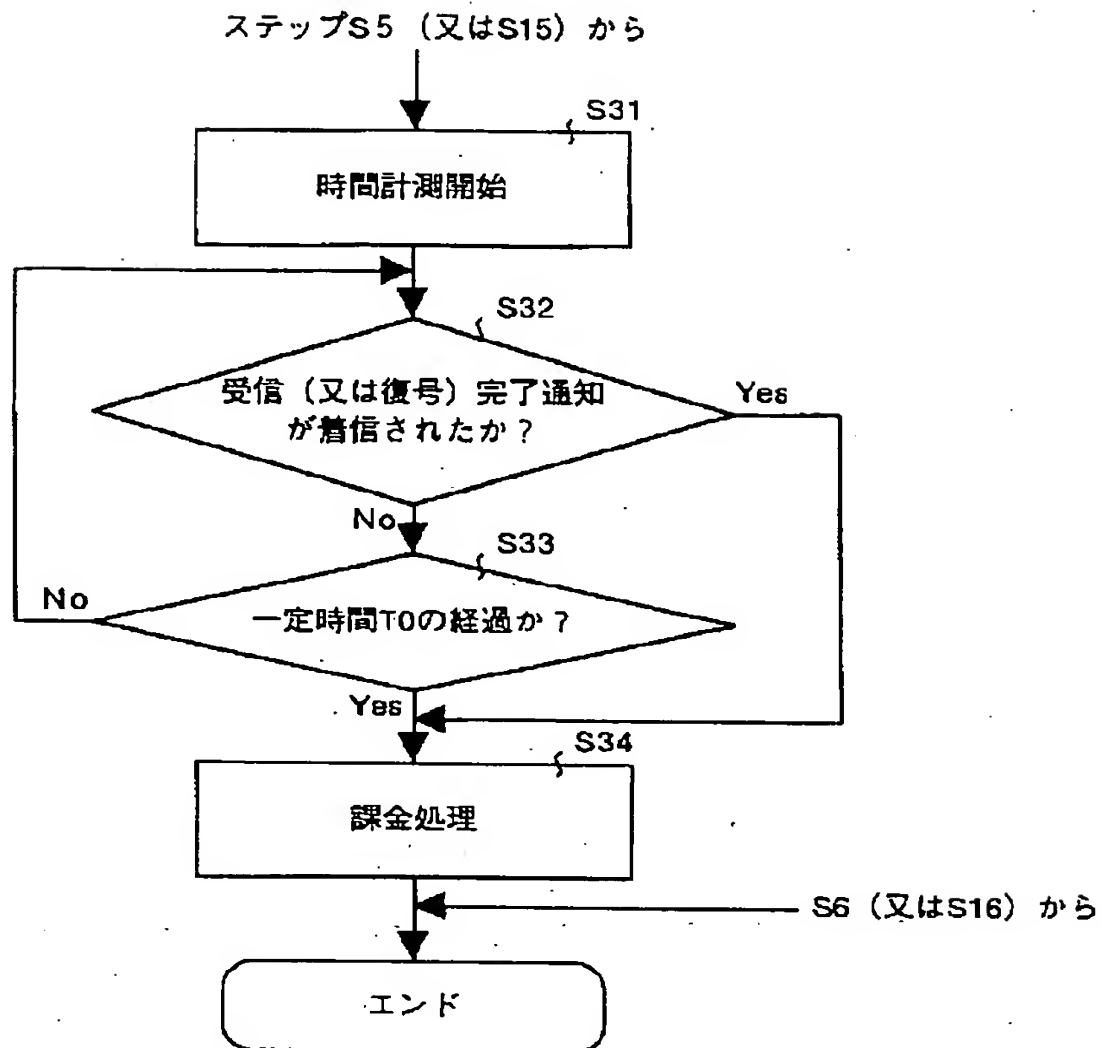 ステップS5（又はS15）から
S31
時間計測開始
S32
受信（又は復号）完了通知
が着信されたか？
Yes
No
S33
一定時間T0の経過か？
No
Yes
S34
課金処理
S6（又はS16）から
エンド